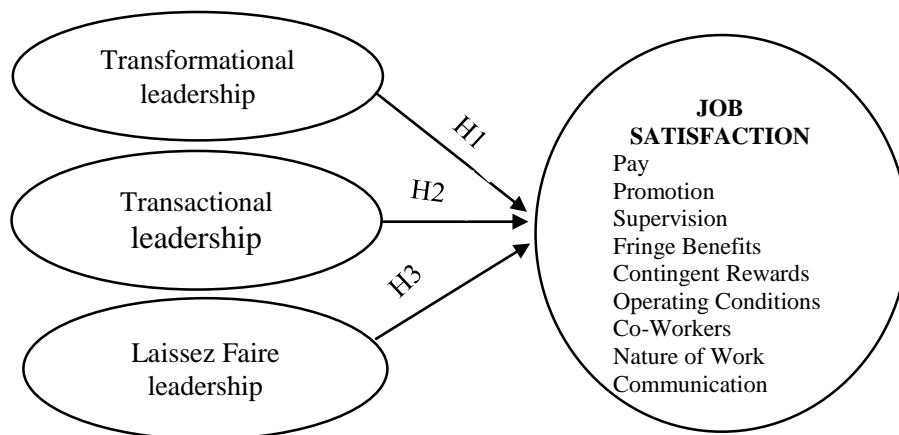 Transformational
leadership
H1
Transactional
leadership
H2
Laissez Faire
leadership
H3
JOB
SATISFACTION
Pay
Promotion
Supervision
Fringe Benefits
Contingent Rewards
Operating Conditions
Co-Workers
Nature of Work
Communication